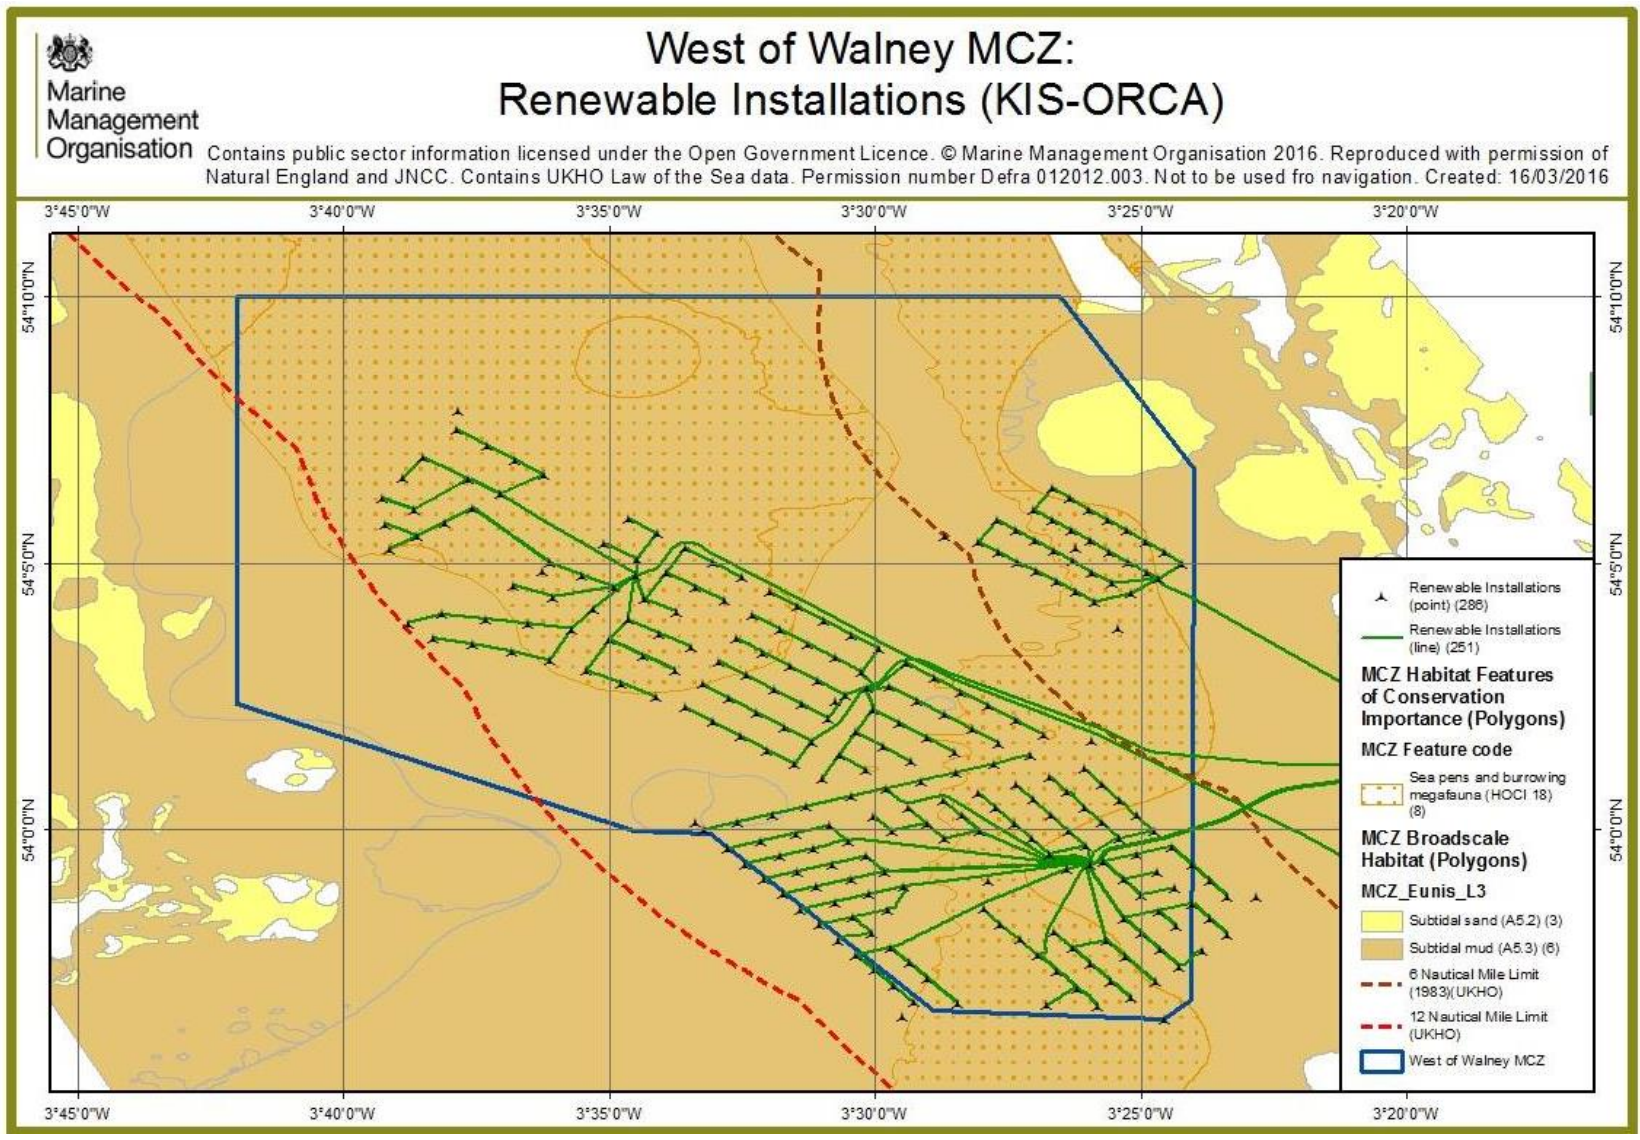 West of Walney MCZ:
Renewable Installations (KIS-ORCA)
Marine
Management
Organisation
Contains public sector information licensed under the Open Government Licence. © Marine Management Organisation 2016. Reproduced with permission of
Natural England and JNCC. Contains UKHO Law of the Sea data. Permission number Defra 012012.003. Not to be used fro navigation. Created: 16/03/2016
3°45'0"W 3°40'0"W 3°35'0"W 3°30'0"W 3°25'0"W 3°20'0"W
54°10'0"N 54°10'0"N
54°5'0"N 54°5'0"N
54°0'0"N 54°0'0"N
Renewable Installations
(point) (286)
Renewable Installations
(line) (251)
MCZ Habitat Features
of Conservation
Importance (Polygons)
MCZ Feature code
Sea pens and burrowing
megafauna (HOCI 18)
(8)
MCZ Broadscale
Habitat (Polygons)
MCZ_Eunis_L3
Subtidal sand (A5.2) (3)
Subtidal mud (A5.3) (6)
6 Nautical Mile Limit
(1983)(UKHO)
12 Nautical Mile Limit
(UKHO)
West of Walney MCZ
3°45'0"W 3°40'0"W 3°35'0"W 3°30'0"W 3°25'0"W 3°20'0"W